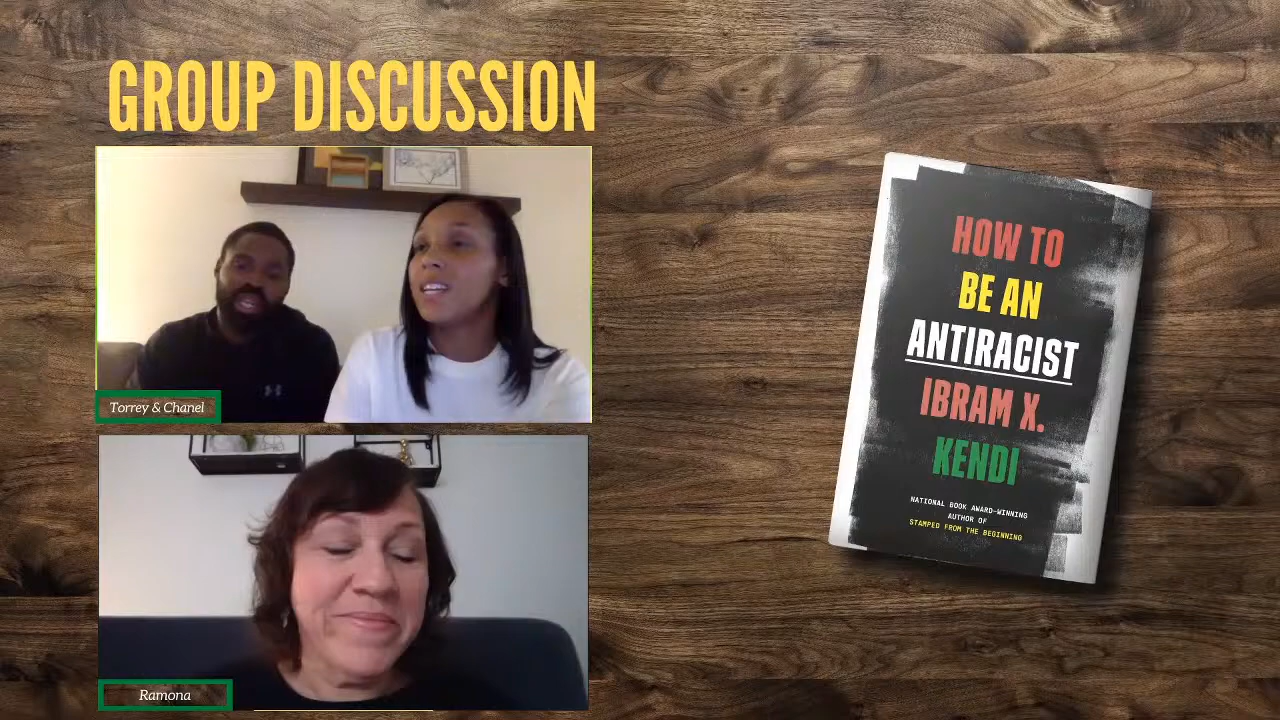 GROUP DISCUSSION
Torrey & Chanel
Ramona
HOW TO
BE AN
ANTIRACIST
IBRAM X.
KENDI
NATIONAL BOOK AWARD-WINNING
AUTHOR OF
STAMPED FROM THE BEGINNING